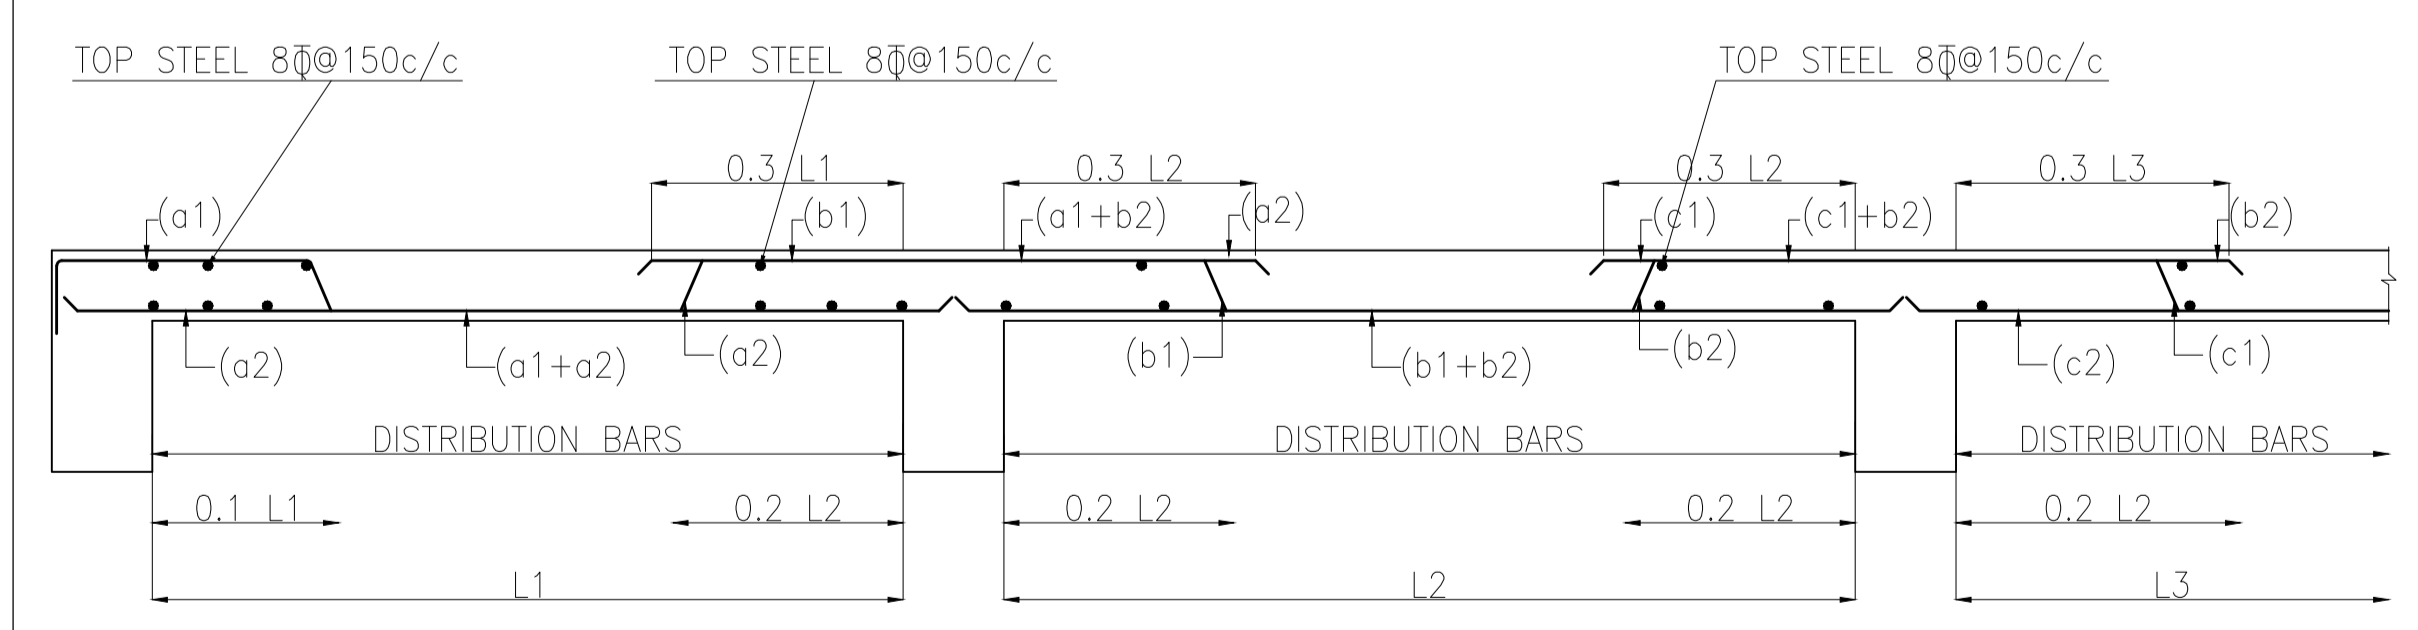 TOP STEEL 8ф@150c/c
TOP STEEL 8ф@150c/c
TOP STEEL 8ф@150c/c
0.3 L1
0.3 L2
0.3 L2
0.3 L3
(a1)
(b1)
(a1+b2)
(a2)
(c1)
(c1+b2)
(b2)
(a2)
(a1+a2)
(a2)
(b1)
(b1+b2)
(b2)
(c2)
(c1)
DISTRIBUTION BARS
DISTRIBUTION BARS
DISTRIBUTION BARS
0.1 L1
0.2 L2
0.2 L2
0.2 L2
0.2 L2
L1
L2
L3